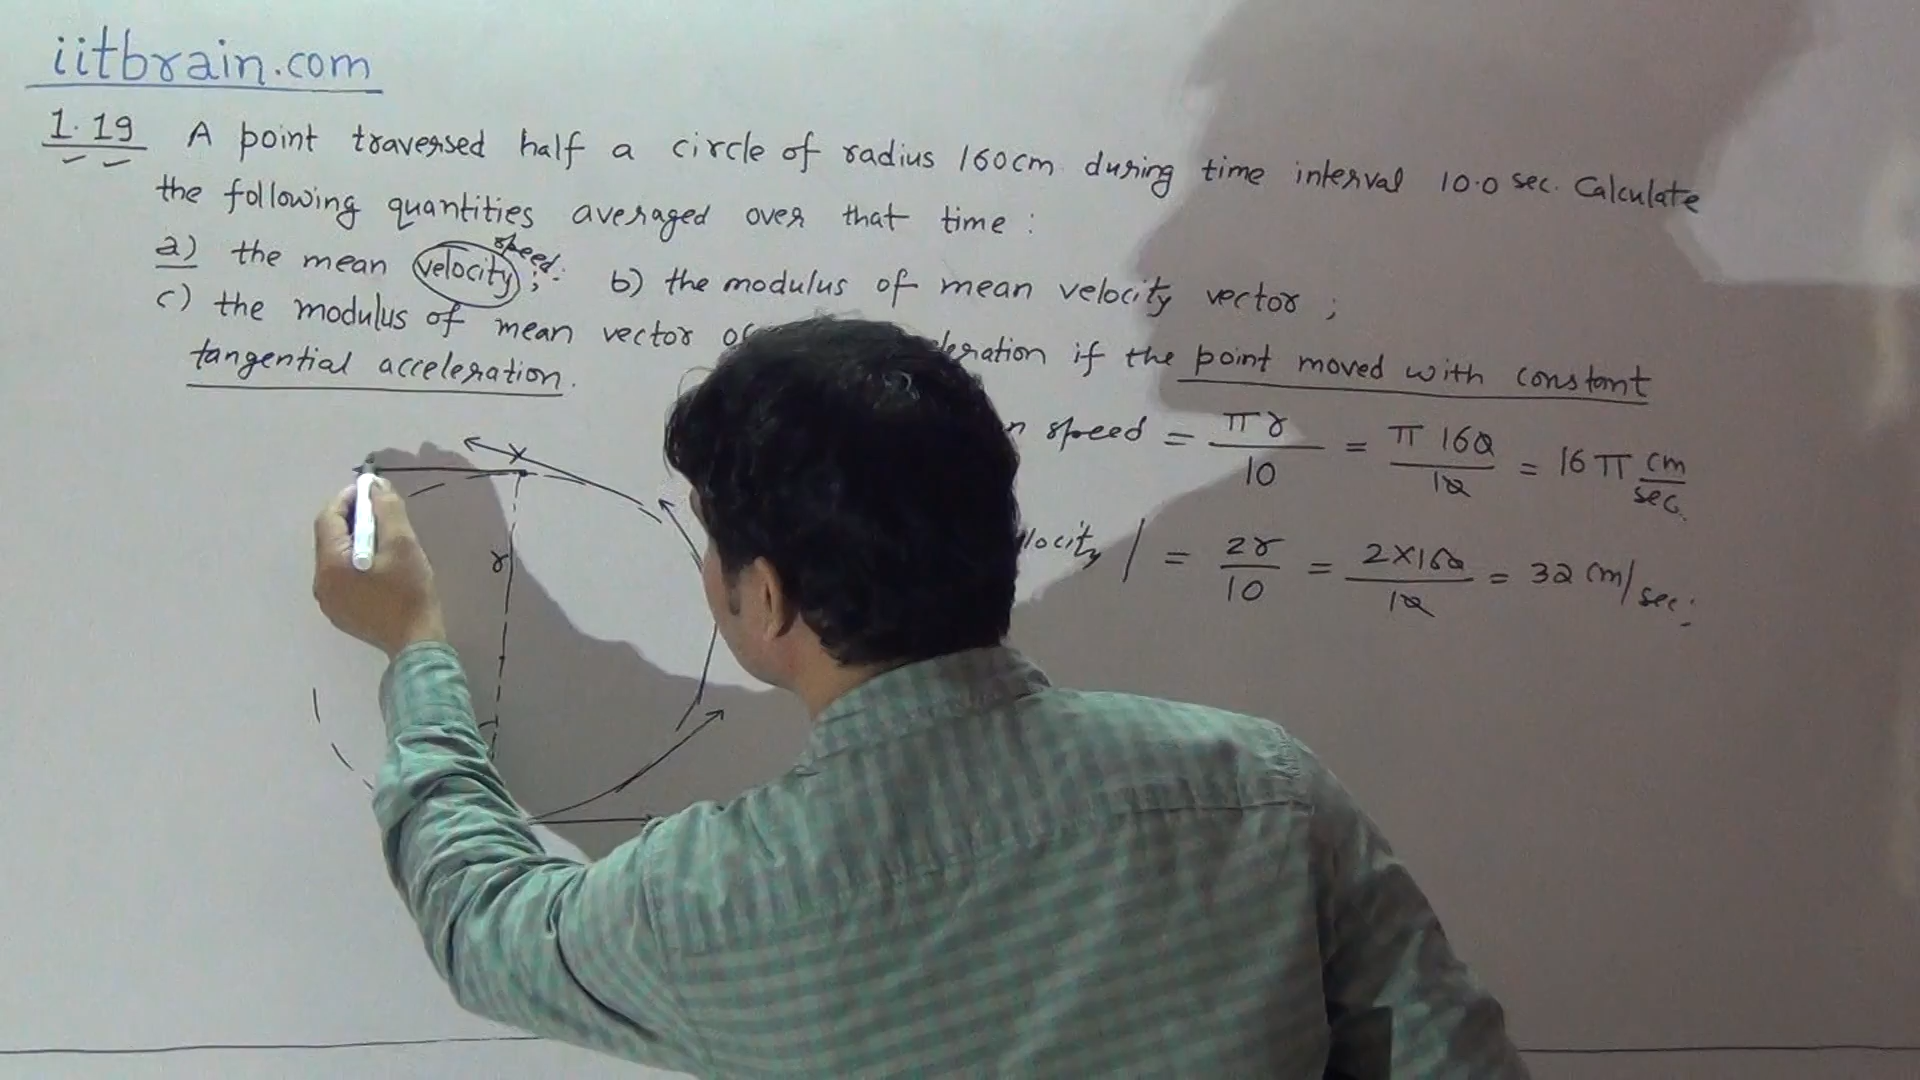 iitbrain.com
1.19 A point traversed half a circle of radius 160cm during time interval 10.0 sec. Calculate
the following quantities averaged over that time :
speed.
a) the mean velocity ; b) the modulus of mean velocity vector ;
c) the modulus of mean vector if the point moved with constant
tangential acceleration.
speed = πr/10 = π 160/10 = 16 π cm/sec.
| = 2r/10 = 2×160/10 = 32 cm/sec.
r